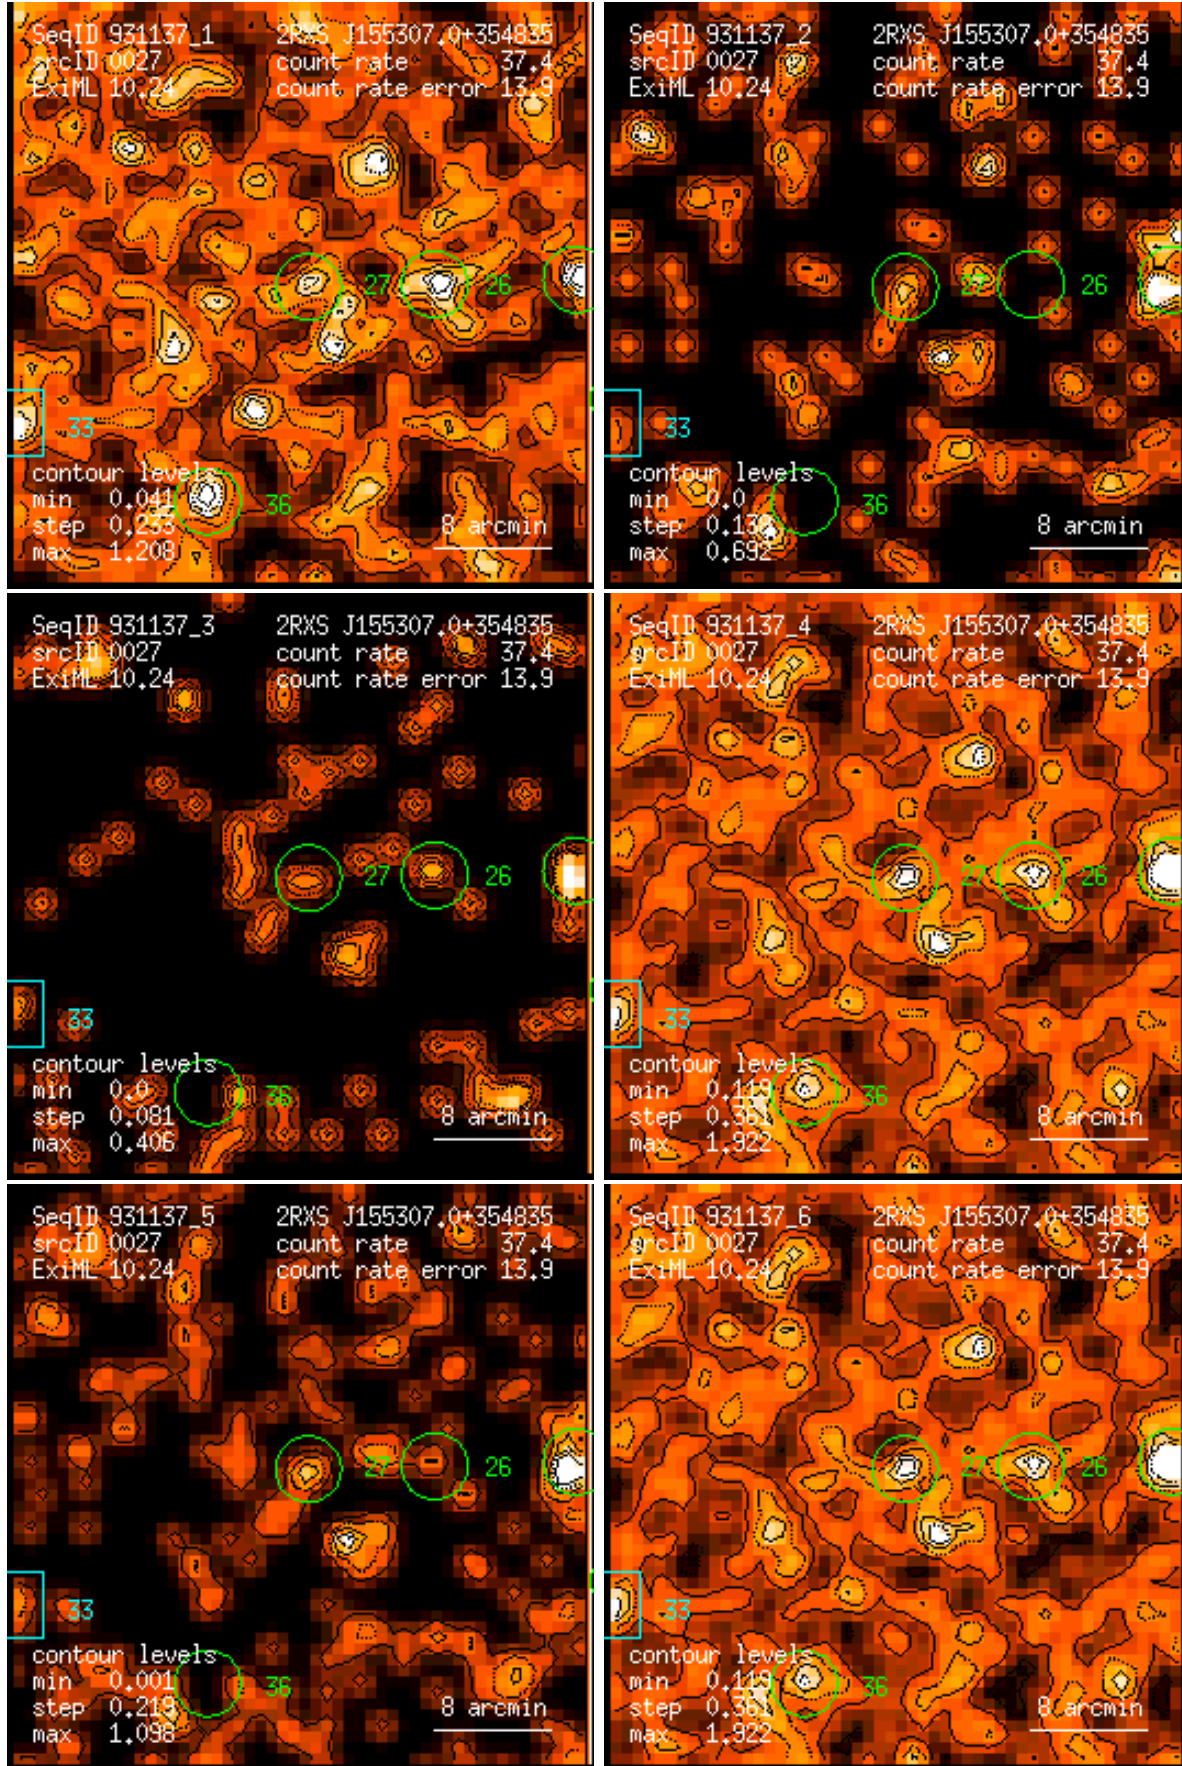 SeqID 931137_1 2RXS J155307.0+354835
srcID 0027 count rate 37.4
ExiML 10.24 count rate error 13.9
27 26
33
contour levels
min 0.041
step 0.233 36
max 1.208 8 arcmin
SeqID 931137_2 2RXS J155307.0+354835
srcID 0027 count rate 37.4
ExiML 10.24 count rate error 13.9
27 26
33
contour levels
min 0.0
step 36
max 0.692 8 arcmin
SeqID 931137_3 2RXS J155307.0+354835
srcID 0027 count rate 37.4
ExiML 10.24 count rate error 13.9
27 26
33
contour levels
min 0.0 36
step 0.081 8 arcmin
max 0.406
SeqID 931137_4 2RXS J155307.0+354835
srcID 0027 count rate 37.4
ExiML 10.24 count rate error 13.9
27 26
33
contour levels
min 0.119 36
step 0.361 8 arcmin
max 1.922
SeqID 931137_5 2RXS J155307.0+354835
srcID 0027 count rate 37.4
ExiML 10.24 count rate error 13.9
27 26
33
contour levels
min 0.001 36
step 0.219 8 arcmin
max 1.098
SeqID 931137_6 2RXS J155307.0+354835
srcID 0027 count rate 37.4
ExiML 10.24 count rate error 13.9
27 26
33
contour levels
min 0.119 36
step 0.361 8 arcmin
max 1.922